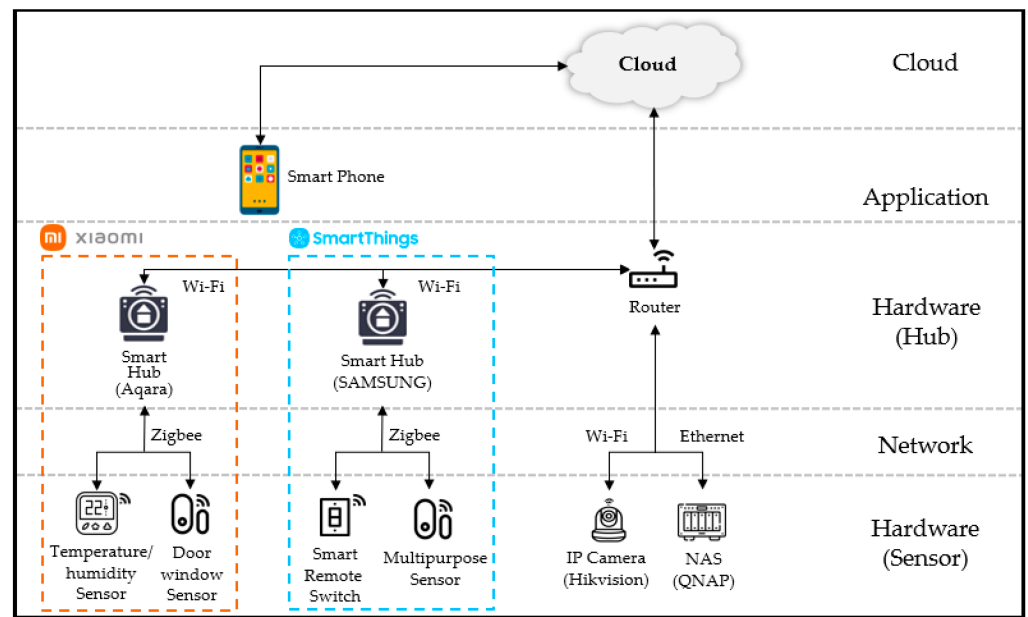 Cloud
Cloud
Smart Phone
Application
mi xiaomi
SmartThings
Wi-Fi
Wi-Fi
Router
Hardware
(Hub)
Smart
Hub
(Aqara)
Smart Hub
(SAMSUNG)
Zigbee
Zigbee
Wi-Fi
Ethernet
Network
22
Temperature/
humidity
Sensor
Door
window
Sensor
Smart
Remote
Switch
Multipurpose
Sensor
IP Camera
(Hikvision)
NAS
(QNAP)
Hardware
(Sensor)